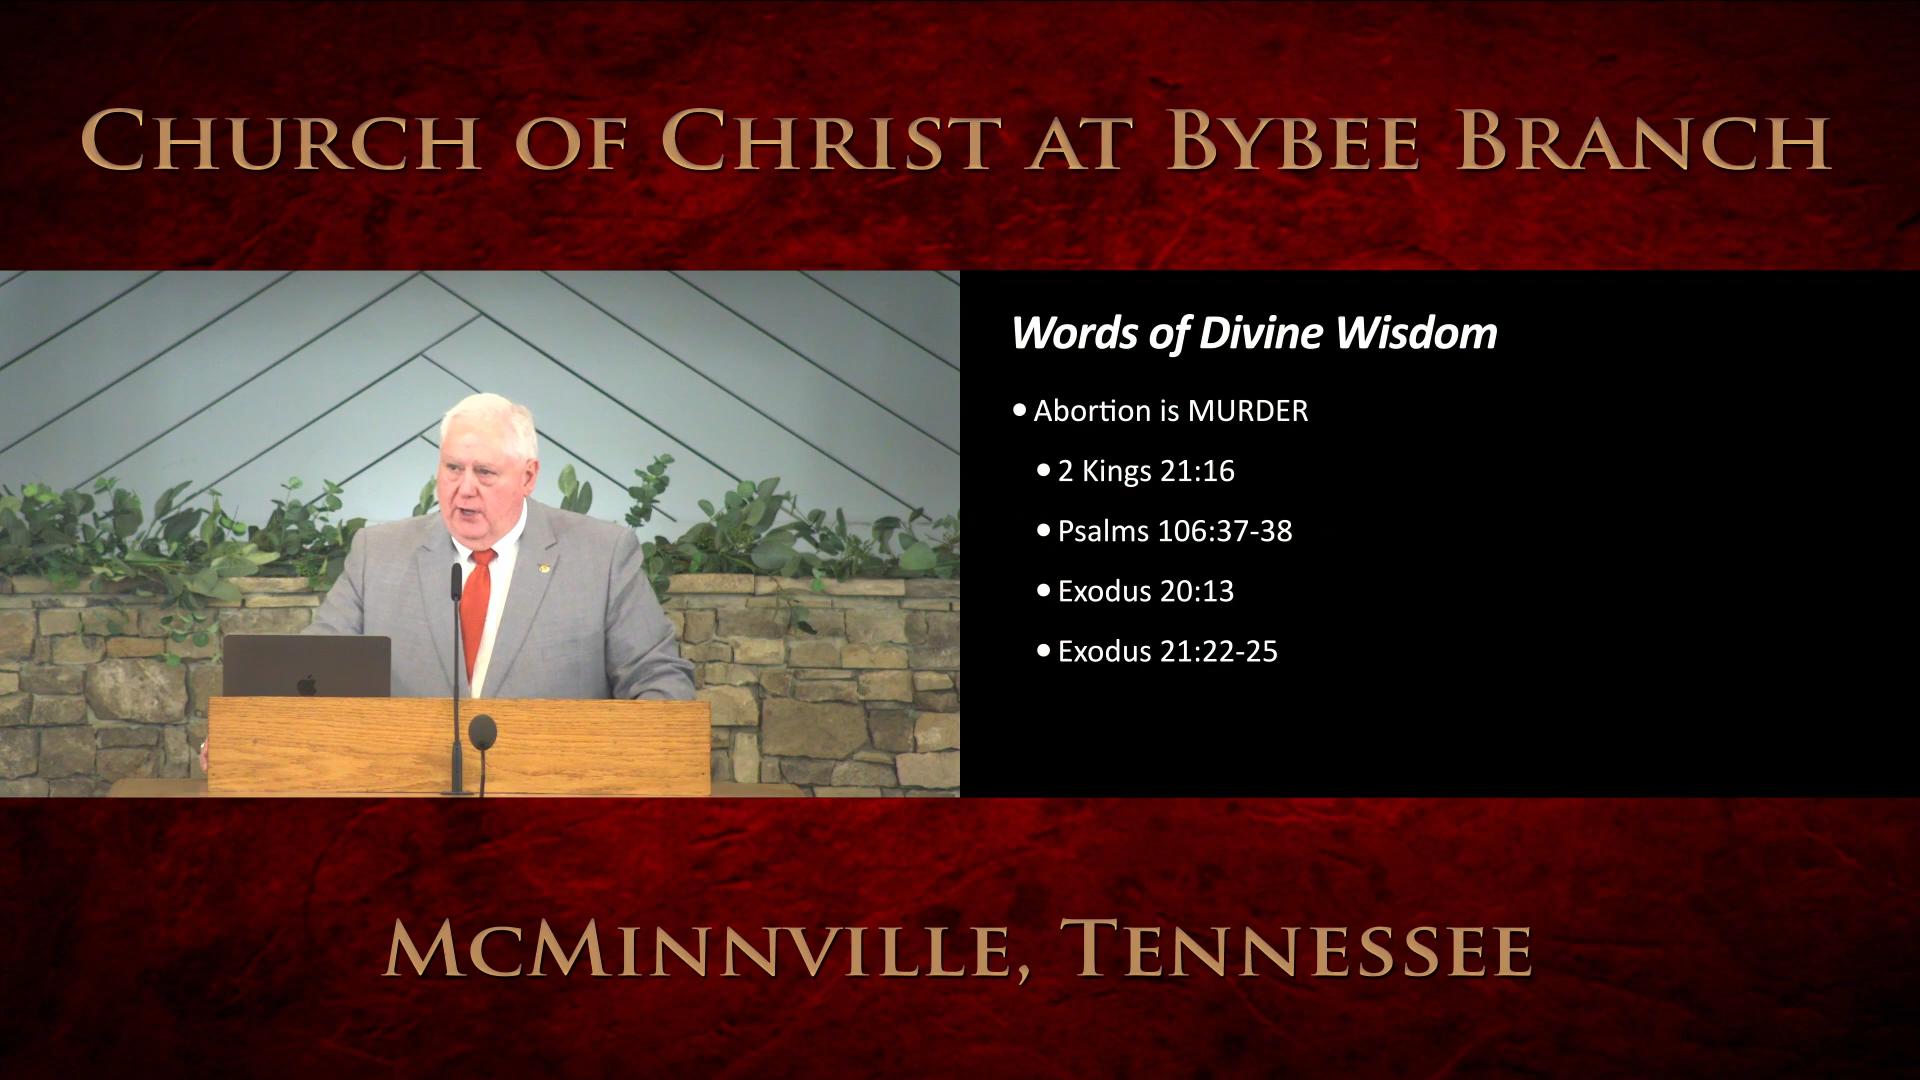 Church of Christ at Bybee Branch
Words of Divine Wisdom
• Abortion is MURDER
• 2 Kings 21:16
• Psalms 106:37-38
• Exodus 20:13
• Exodus 21:22-25
McMinnville, Tennessee